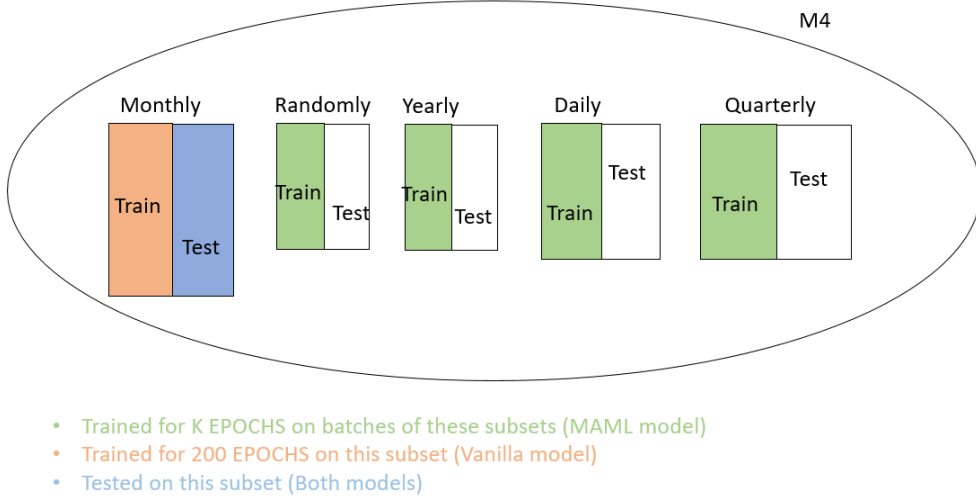 M4
Monthly
Randomly
Yearly
Daily
Quarterly
Train
Test
Train
Test
Train
Test
Train
Test
Train
Test
• Trained for K EPOCHS on batches of these subsets (MAML model)
• Trained for 200 EPOCHS on this subset (Vanilla model)
• Tested on this subset (Both models)